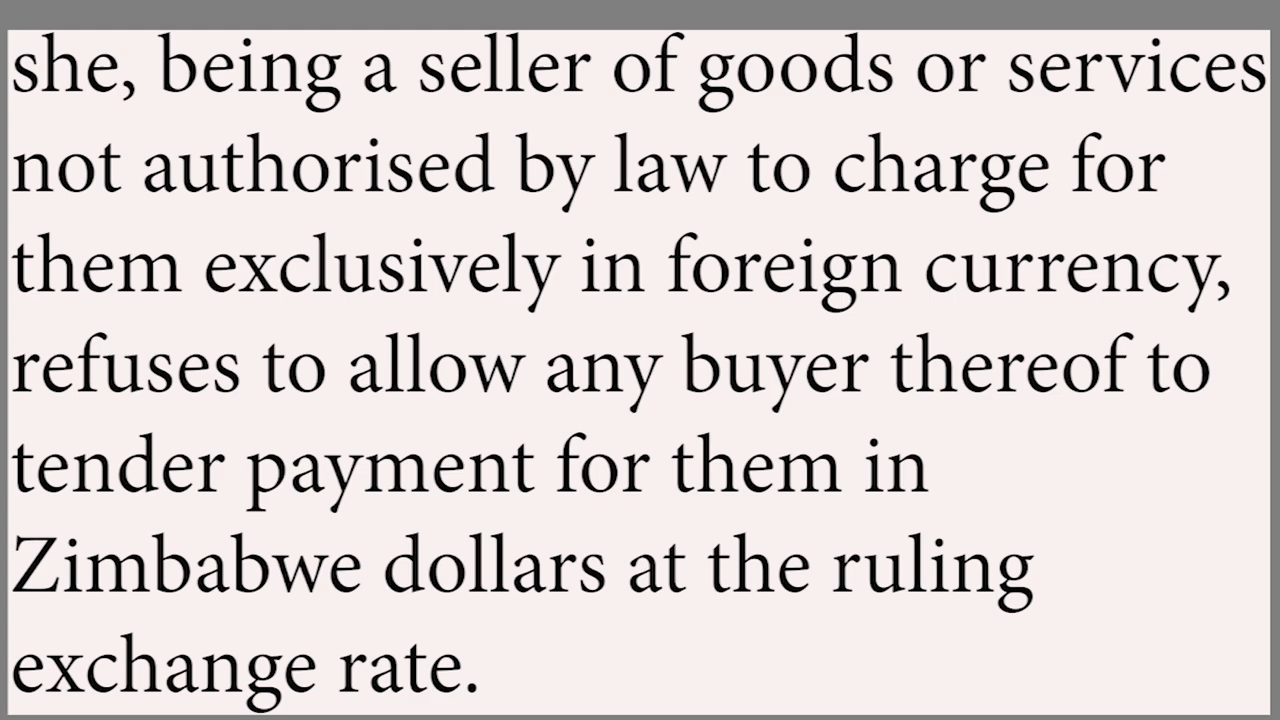 she, being a seller of goods or services
not authorised by law to charge for
them exclusively in foreign currency,
refuses to allow any buyer thereof to
tender payment for them in
Zimbabwe dollars at the ruling
exchange rate.